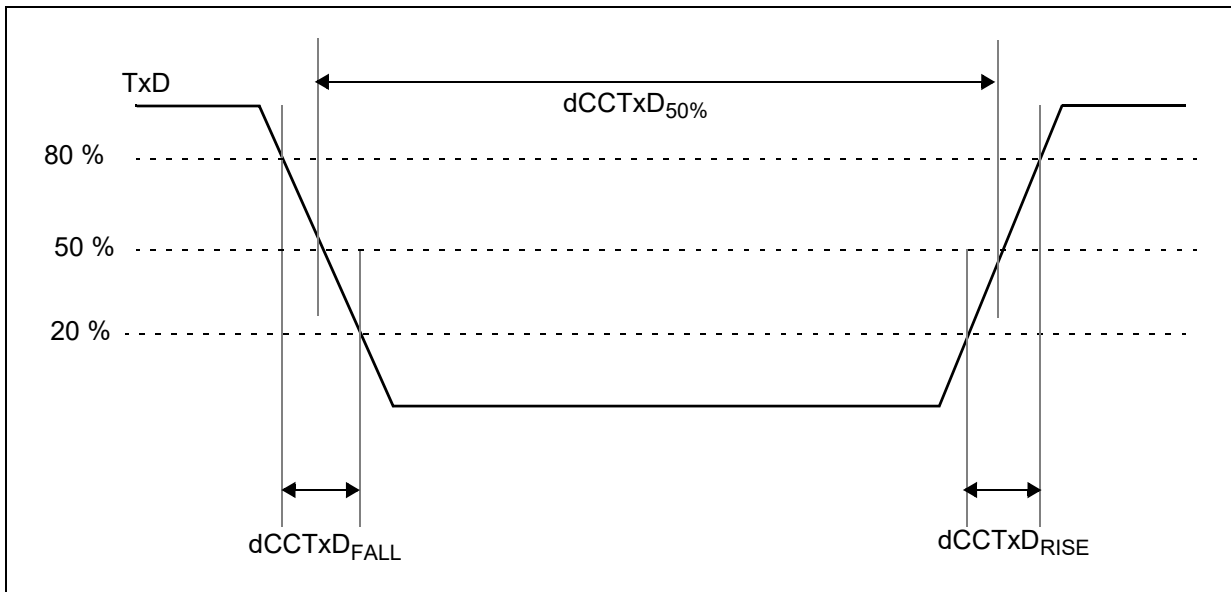 TxD
dCCTxD50%
80 %
50 %
20 %
dCCTxDFALL
dCCTxDRISE